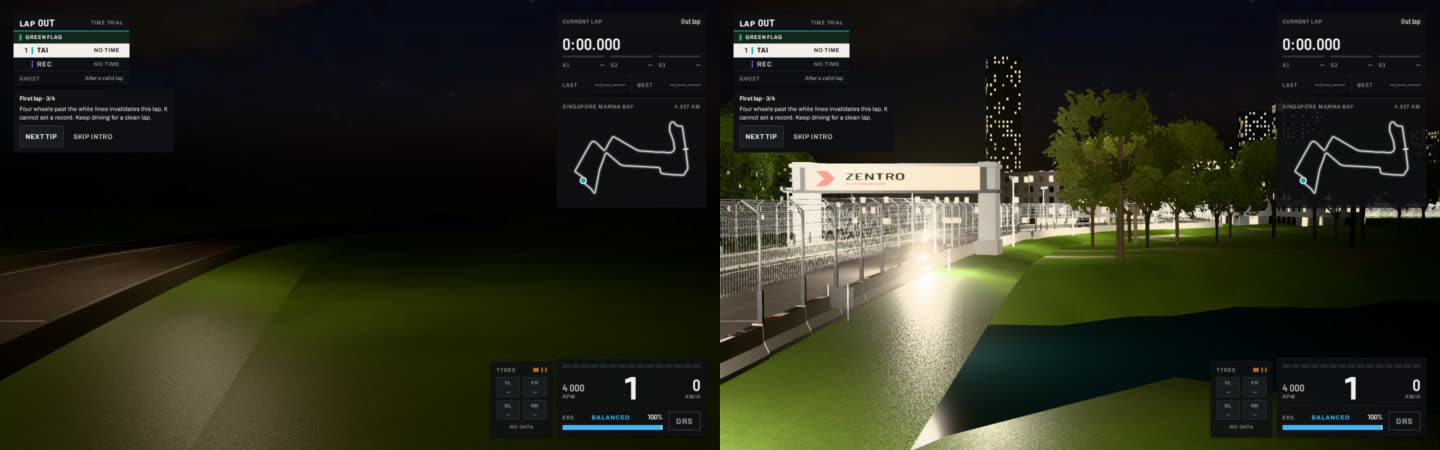 LAP OUT TIME TRIAL
GREEN FLAG
1 TAI NO TIME
REC NO TIME
GHOST After a valid lap
First lap · 3/4
Four wheels past the white lines invalidates this lap. It
cannot set a record. Keep driving for a clean lap.
NEXT TIP SKIP INTRO
CURRENT LAP Out lap
0:00.000
S1 – S2 – S3 –
LAST –:––.––– BEST –:––.–––
SINGAPORE MARINA BAY 4.927 KM
TYRES M
FL FR
– –
RL RR
– –
NO DATA
4 000 1 0
RPM KM/H
ERS BALANCED 100% DRS
LAP OUT TIME TRIAL
GREEN FLAG
1 TAI NO TIME
REC NO TIME
GHOST After a valid lap
First lap · 3/4
Four wheels past the white lines invalidates this lap. It
cannot set a record. Keep driving for a clean lap.
NEXT TIP SKIP INTRO
ZENTRO
CURRENT LAP Out lap
0:00.000
S1 – S2 – S3 –
LAST –:––.––– BEST –:––.–––
SINGAPORE MARINA BAY 4.927 KM
TYRES M
FL FR
– –
RL RR
– –
NO DATA
4 000 1 0
RPM KM/H
ERS BALANCED 100% DRS